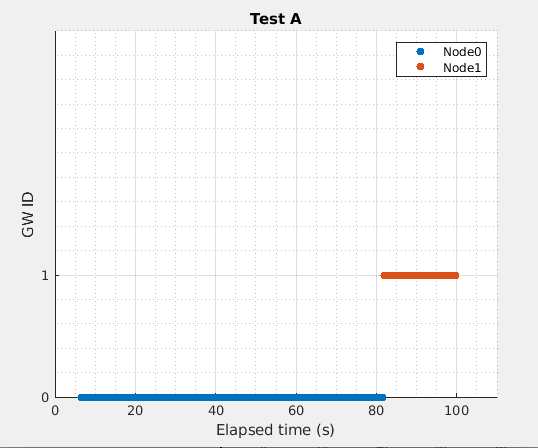 Test A
Node0
Node1
GW ID
1
0
0 20 40 60 80 100
Elapsed time (s)